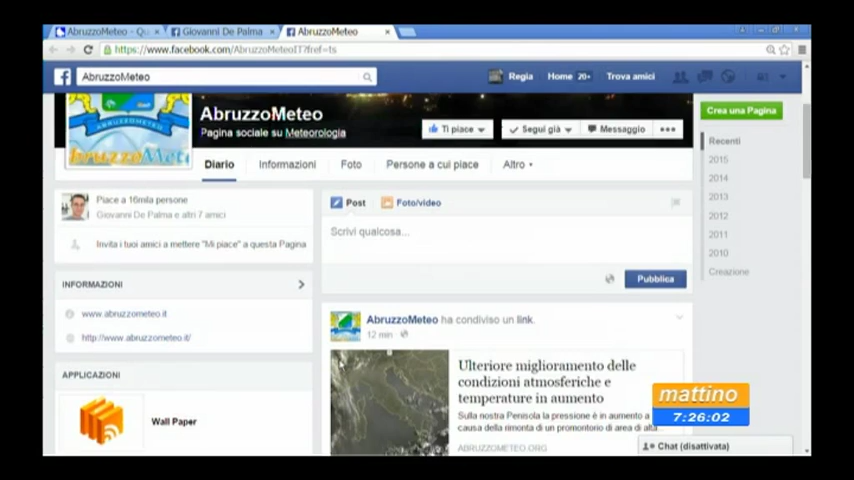 AbruzzoMeteo - Qu
Giovanni De Palma
AbruzzoMeteo
https://www.facebook.com/AbruzzoMeteoIT?fref=ts
AbruzzoMeteo
Regia
Home 20+
Trova amici
ABRUZZOMETEO
AbruzzoMeteo
Pagina sociale su Meteorologia
Ti piace
Segui già
Messaggio
Crea una Pagina
Diario
Informazioni
Foto
Persone a cui piace
Altro
Recenti
2015
2014
2013
2012
2011
2010
Creazione
Piace a 16mila persone
Giovanni De Palma e altri 7 amici
Invita i tuoi amici a mettere "Mi piace" a questa Pagina
Post
Foto/video
Scrivi qualcosa...
Pubblica
INFORMAZIONI
www.abruzzometeo.it
http://www.abruzzometeo.it/
APPLICAZIONI
Wall Paper
AbruzzoMeteo ha condiviso un link.
12 min
Ulteriore miglioramento delle
condizioni atmosferiche e
temperature in aumento
Sulla nostra Penisola la pressione è in aumento a
causa della rimonta di un promontorio di area di alta...
ABRUZZOMETEO.ORG
mattino
7:26:02
Chat (disattivata)